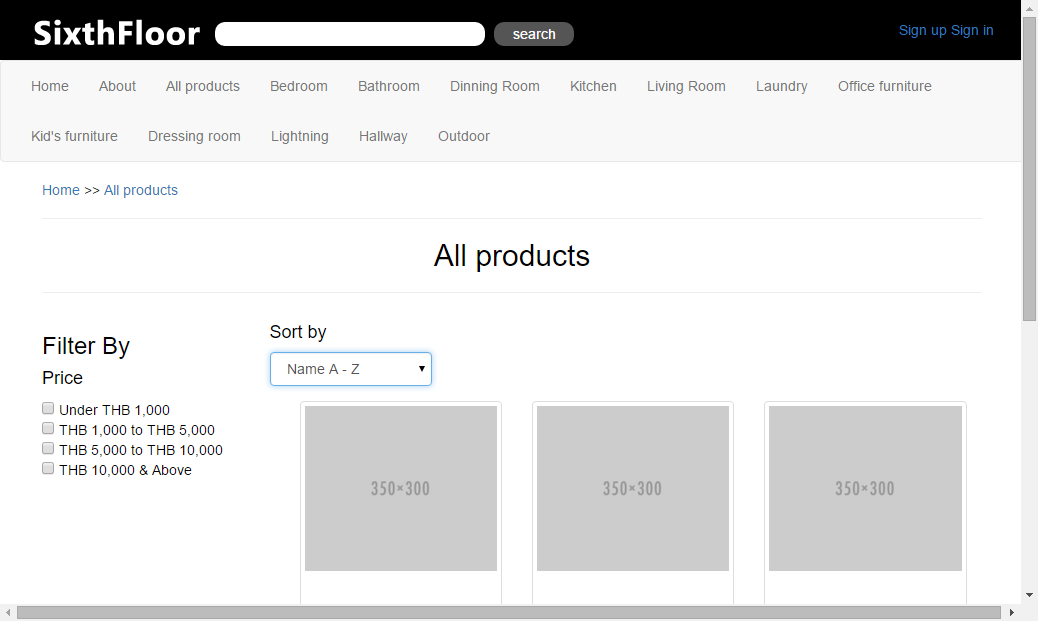 SixthFloor search Sign up Sign in
Home About All products Bedroom Bathroom Dinning Room Kitchen Living Room Laundry Office furniture
Kid's furniture Dressing room Lightning Hallway Outdoor
Home >> All products
All products
Filter By
Price
Under THB 1,000
THB 1,000 to THB 5,000
THB 5,000 to THB 10,000
THB 10,000 & Above
Sort by
Name A - Z
350×300 350×300 350×300